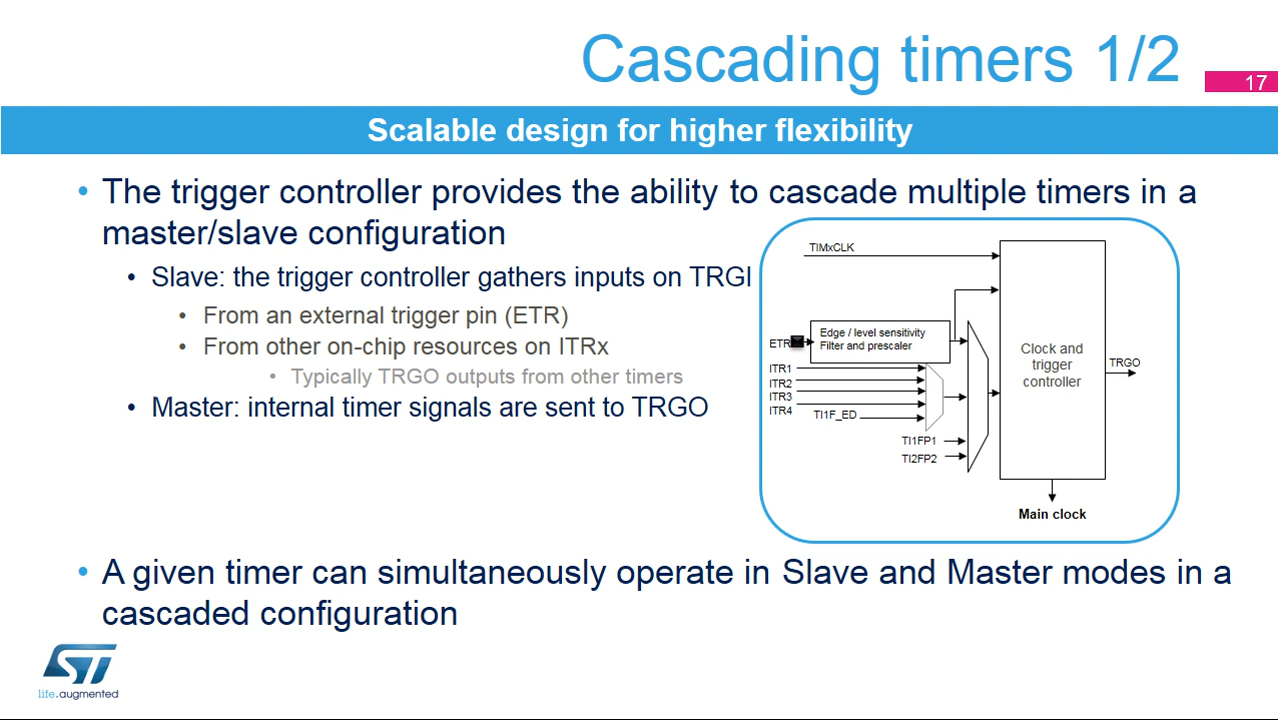 Cascading timers 1/2
17
Scalable design for higher flexibility
• The trigger controller provides the ability to cascade multiple timers in a
master/slave configuration
• Slave: the trigger controller gathers inputs on TRGI
• From an external trigger pin (ETR)
• From other on-chip resources on ITRx
• Typically TRGO outputs from other timers
• Master: internal timer signals are sent to TRGO
TIMxCLK
ETR
Edge / level sensitivity
Filter and prescaler
ITR1
ITR2
ITR3
ITR4
TI1F_ED
TI1FP1
TI2FP2
Clock and
trigger
controller
TRGO
Main clock
• A given timer can simultaneously operate in Slave and Master modes in a
cascaded configuration
ST
life.augmented